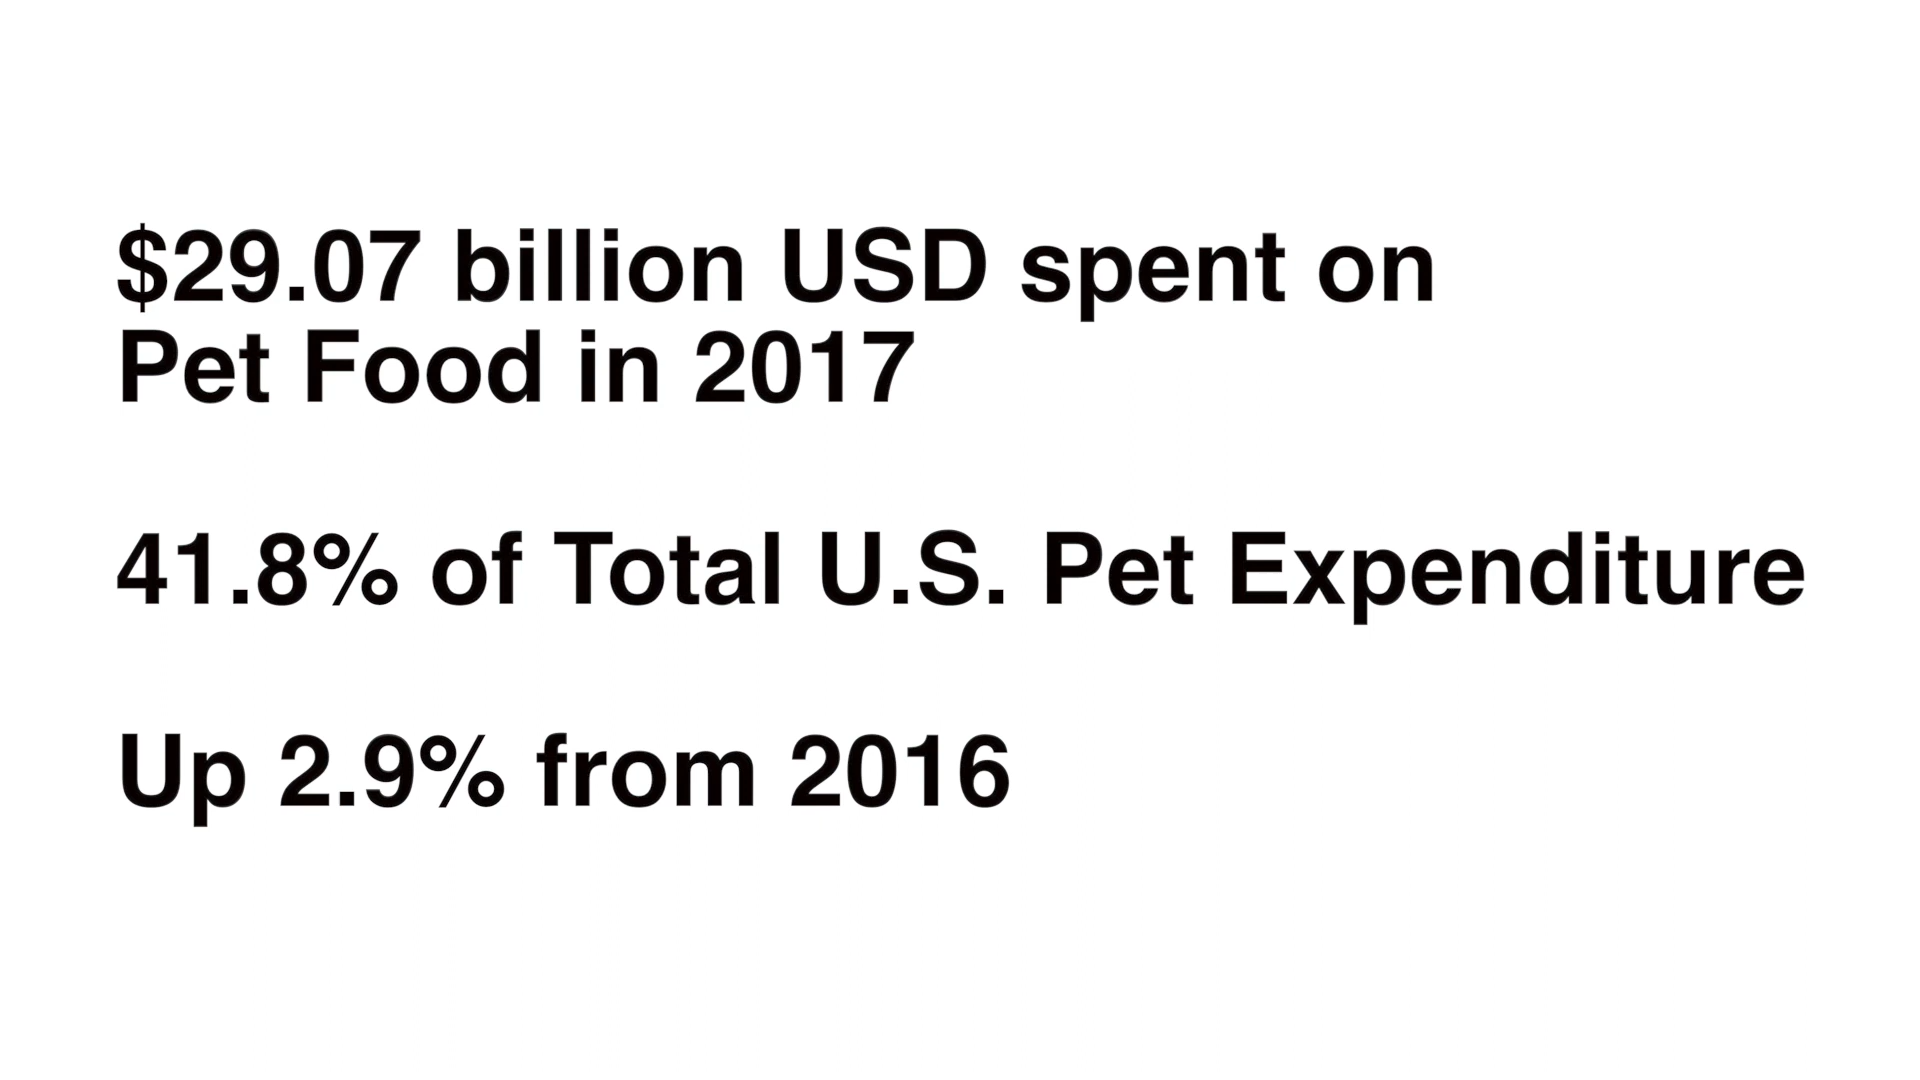 $29.07 billion USD spent on
Pet Food in 2017
41.8% of Total U.S. Pet Expenditure
Up 2.9% from 2016